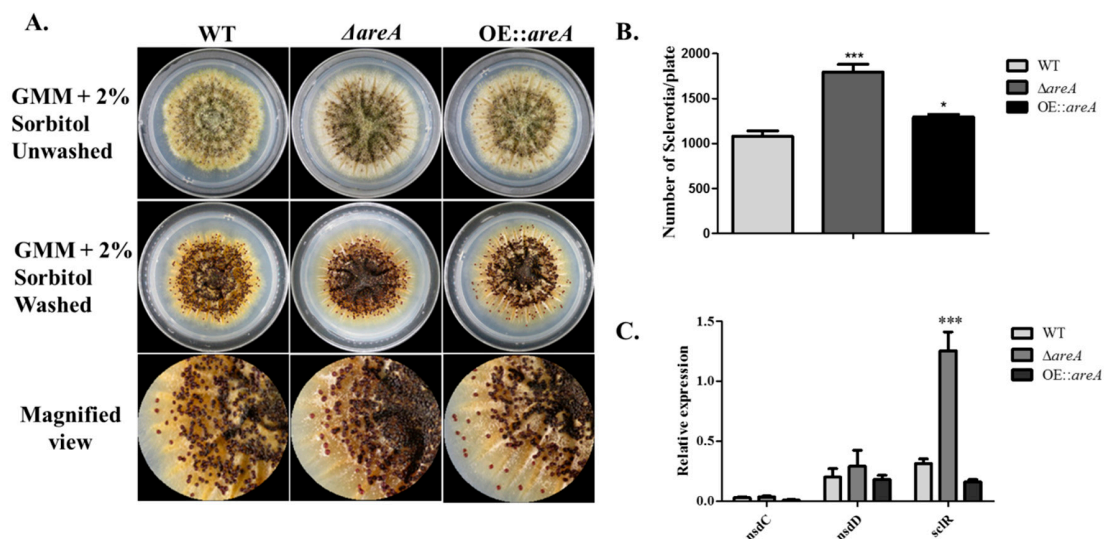 A.
WT
ΔareA
OE::areA
GMM + 2%
Sorbitol
Unwashed
GMM + 2%
Sorbitol
Washed
Magnified
view
B.
Number of Sclerotia/plate
2000
1500
1000
500
0
***
*
WT
ΔareA
OE::areA
C.
Relative expression
1.5
1.0
0.5
0.0
***
nsdC
nsdD
sclR
WT
ΔareA
OE::areA